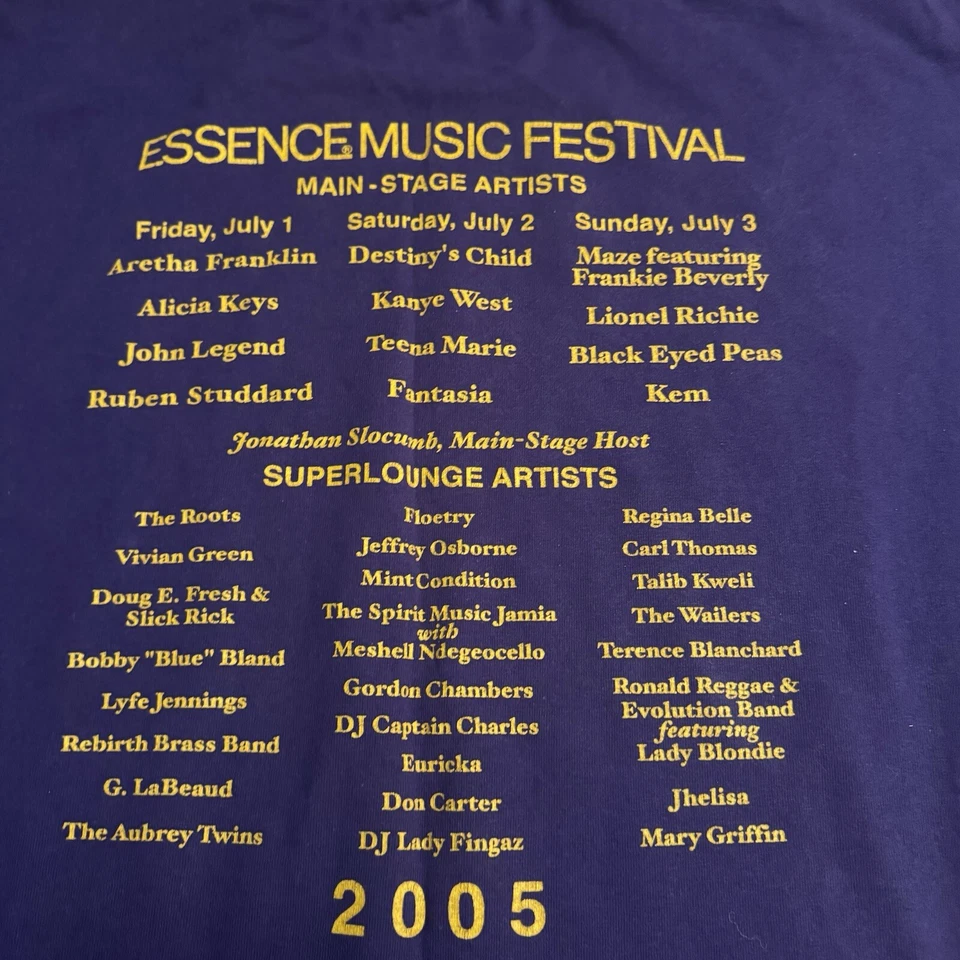 ESSENCE® MUSIC FESTIVAL
MAIN-STAGE ARTISTS
Friday, July 1
Aretha Franklin
Alicia Keys
John Legend
Ruben Studdard
Saturday, July 2
Destiny's Child
Kanye West
Teena Marie
Fantasia
Sunday, July 3
Maze featuring
Frankie Beverly
Lionel Richie
Black Eyed Peas
Kem
Jonathan Slocumb, Main-Stage Host
SUPERLOUNGE ARTISTS
The Roots
Vivian Green
Doug E. Fresh &
Slick Rick
Bobby "Blue" Bland
Lyfe Jennings
Rebirth Brass Band
G. LaBeaud
The Aubrey Twins
Floetry
Jeffrey Osborne
Mint Condition
The Spirit Music Jamia
with
Meshell Ndegeocello
Gordon Chambers
DJ Captain Charles
Euricka
Don Carter
DJ Lady Fingaz
Regina Belle
Carl Thomas
Talib Kweli
The Wailers
Terence Blanchard
Ronald Reggae &
Evolution Band
featuring
Lady Blondie
Jhelisa
Mary Griffin
2005